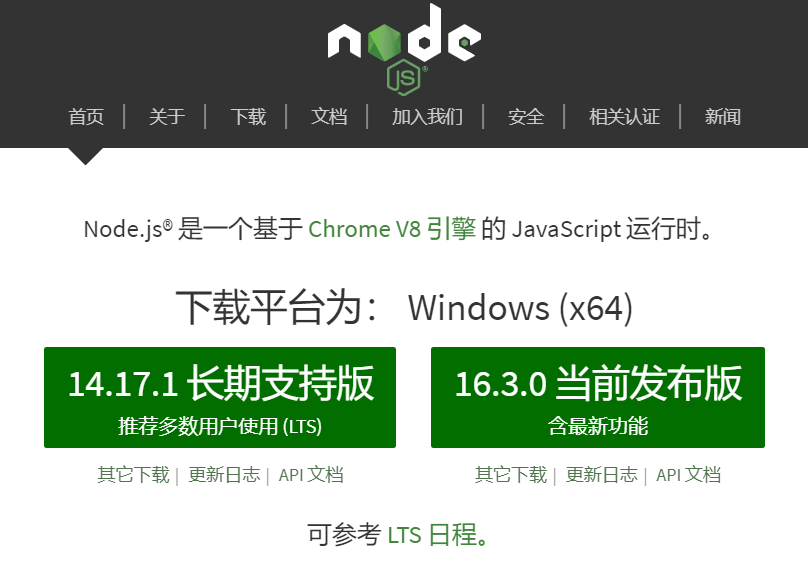 node
JS®
首页 | 关于 | 下载 | 文档 | 加入我们 | 安全 | 相关认证 | 新闻
Node.js® 是一个基于 Chrome V8 引擎 的 JavaScript 运行时。
下载平台为： Windows (x64)
14.17.1 长期支持版
推荐多数用户使用 (LTS)
其它下载 | 更新日志 | API 文档
16.3.0 当前发布版
含最新功能
其它下载 | 更新日志 | API 文档
可参考 LTS 日程。